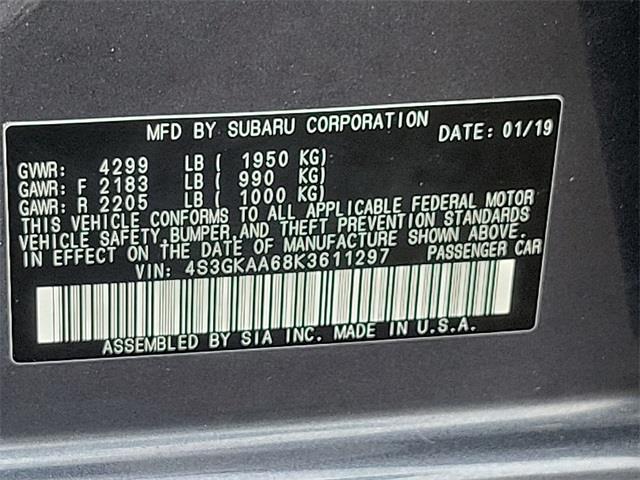 MFD BY SUBARU CORPORATION DATE: 01/19
GVWR: 4299 LB ( 1950 KG)
GAWR: F 2183 LB ( 990 KG)
GAWR: R 2205 LB ( 1000 KG)
THIS VEHICLE CONFORMS TO ALL APPLICABLE FEDERAL MOTOR
VEHICLE SAFETY,BUMPER,AND THEFT PREVENTION STANDARDS
IN EFFECT ON THE DATE OF MANUFACTURE SHOWN ABOVE.
VIN: 4S3GKAA68K3611297 PASSENGER CAR
ASSEMBLED BY SIA INC. MADE IN U.S.A.